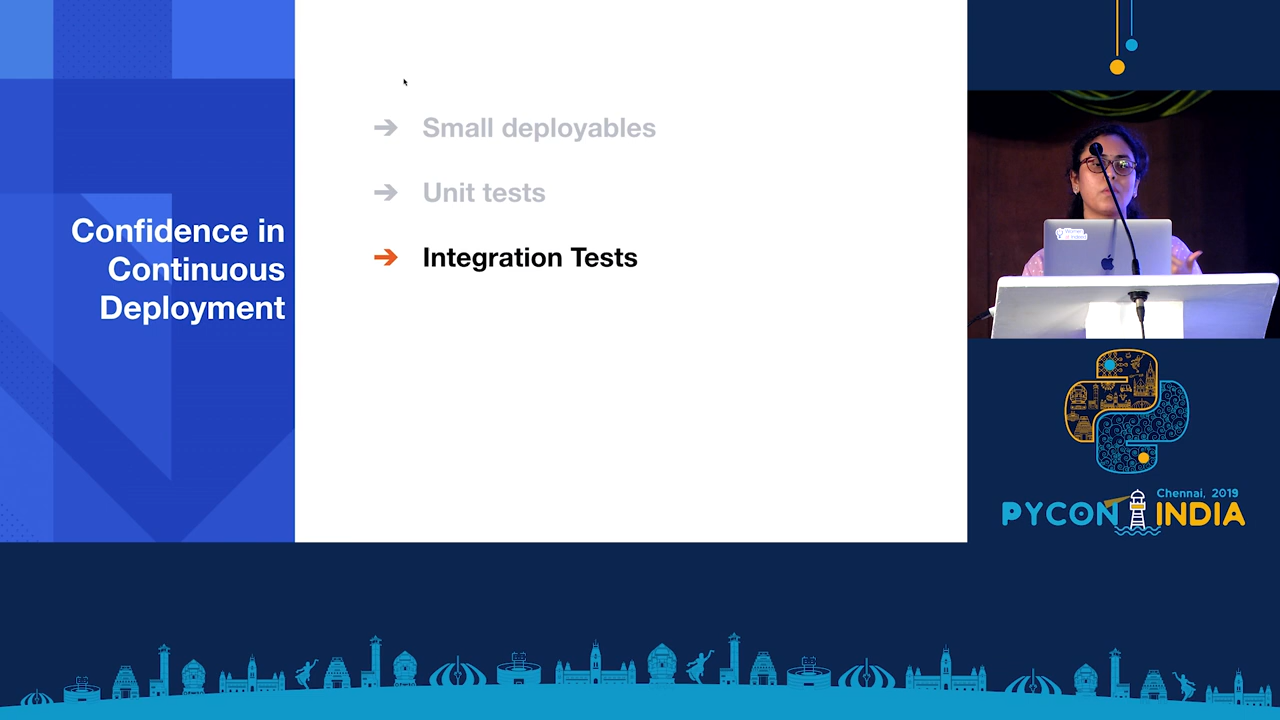 Confidence in
Continuous
Deployment
Small deployables
Unit tests
Integration Tests
Chennai, 2019
PYCON INDIA